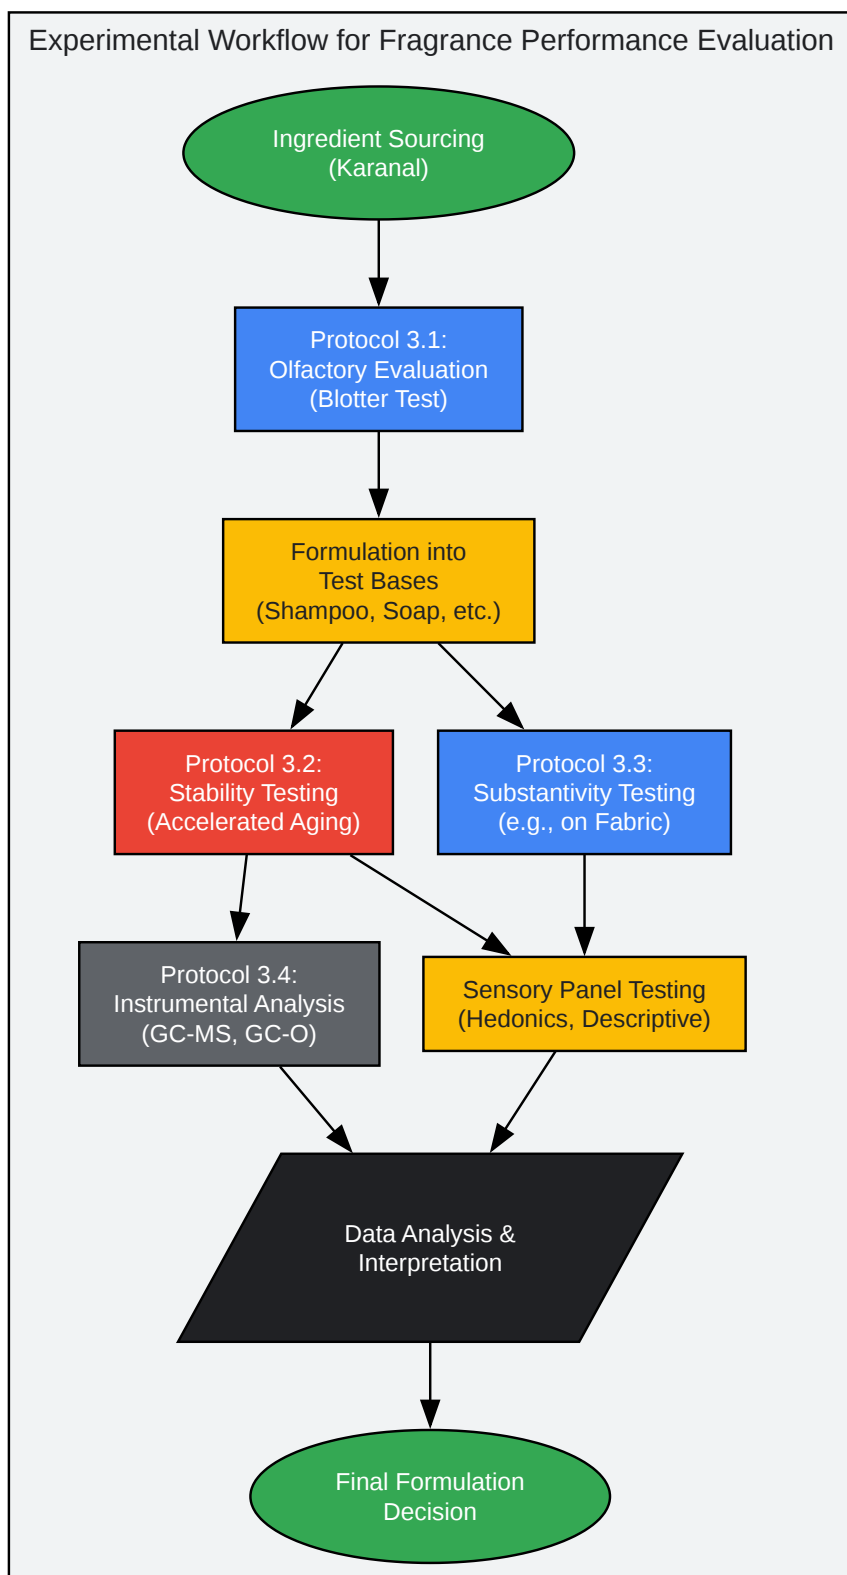 Experimental Workflow for Fragrance Performance Evaluation
Ingredient Sourcing
(Karanal)
Protocol 3.1:
Olfactory Evaluation
(Blotter Test)
Formulation into
Test Bases
(Shampoo, Soap, etc.)
Protocol 3.2:
Stability Testing
(Accelerated Aging)
Protocol 3.3:
Substantivity Testing
(e.g., on Fabric)
Protocol 3.4:
Instrumental Analysis
(GC-MS, GC-O)
Sensory Panel Testing
(Hedonics, Descriptive)
Data Analysis &
Interpretation
Final Formulation
Decision